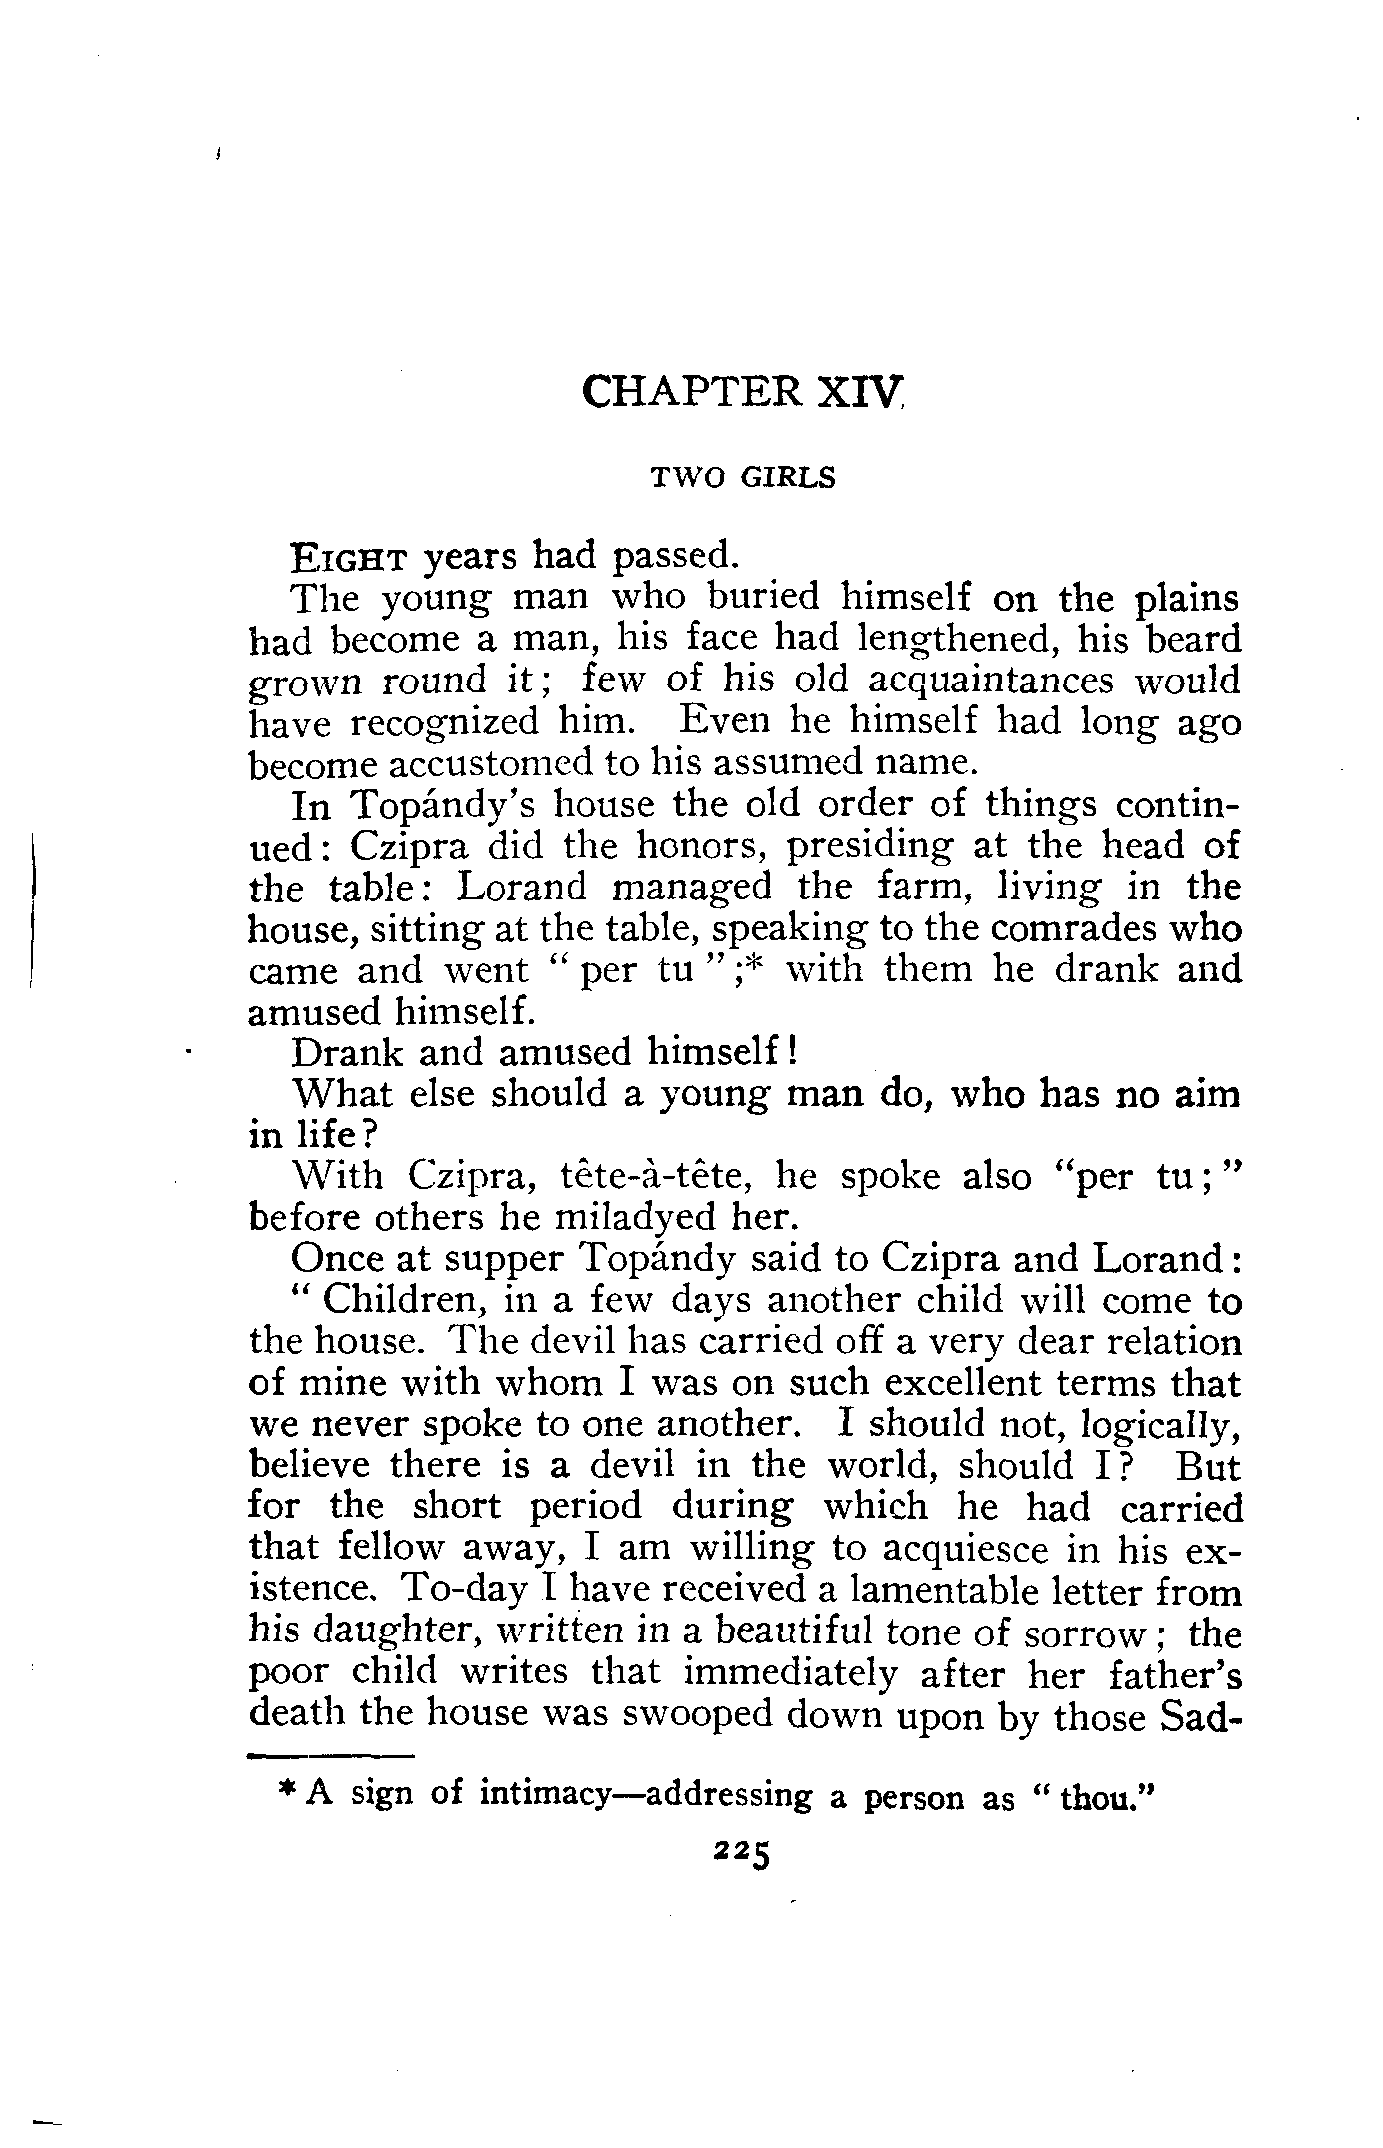 CHAPTER XIV.
TWO GIRLS
EIGHT years had passed.
The young man who buried himself on the plains
had become a man, his face had lengthened, his beard
grown round it; few of his old acquaintances would
have recognized him. Even he himself had long ago
become accustomed to his assumed name.
In Topándy's house the old order of things contin-
ued: Czipra did the honors, presiding at the head of
the table: Lorand managed the farm, living in the
house, sitting at the table, speaking to the comrades who
came and went " per tu ";* with them he drank and
amused himself.
Drank and amused himself!
What else should a young man do, who has no aim
in life?
With Czipra, tête-à-tête, he spoke also "per tu;"
before others he miladyed her.
Once at supper Topándy said to Czipra and Lorand:
" Children, in a few days another child will come to
the house. The devil has carried off a very dear relation
of mine with whom I was on such excellent terms that
we never spoke to one another. I should not, logically,
believe there is a devil in the world, should I? But
for the short period during which he had carried
that fellow away, I am willing to acquiesce in his ex-
istence. To-day I have received a lamentable letter from
his daughter, written in a beautiful tone of sorrow; the
poor child writes that immediately after her father's
death the house was swooped down upon by those Sad-
* A sign of intimacy—addressing a person as " thou."
225